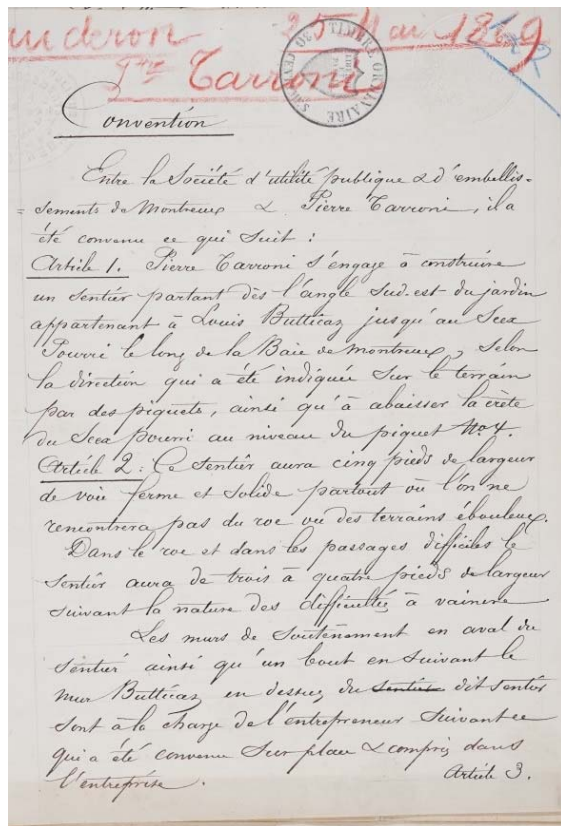 25 Mai 1869
Tarroni
Convention
Entre la Société d'utilité publique & d'embellis-
sements de Montreux & Pierre Tarroni, il a
été convenu ce qui suit :
Article 1. Pierre Tarroni s'engage à construire
un sentier partant dès l'angle Sud-est du jardin
appartenant à Louis Butticaz jusqu'au Scex
Pourri le long de la Baie de Montreux, selon
la direction qui a été indiquée sur le terrain
par des piquets, ainsi qu'à abaisser la crète
du Scex pourri au niveau du piquet No. 4.
Article 2 : Ce sentier aura cinq pieds de largeur
de voie ferme et solide partout où l'on ne
rencontrera pas du roc ou des terrains ébouleux.
Dans le roc et dans les passages difficiles le
sentier aura de trois à quatre pieds de largeur
suivant la nature des difficultés à vaincre
Les murs de soutènement en aval du
sentier ainsi qu'un bout en suivant le
mur Butticaz en dessus du sentier dit sentier
sont à la charge de l'entrepreneur suivant ce
qui a été convenu sur plan & compris dans
l'entreprise.
Article 3.